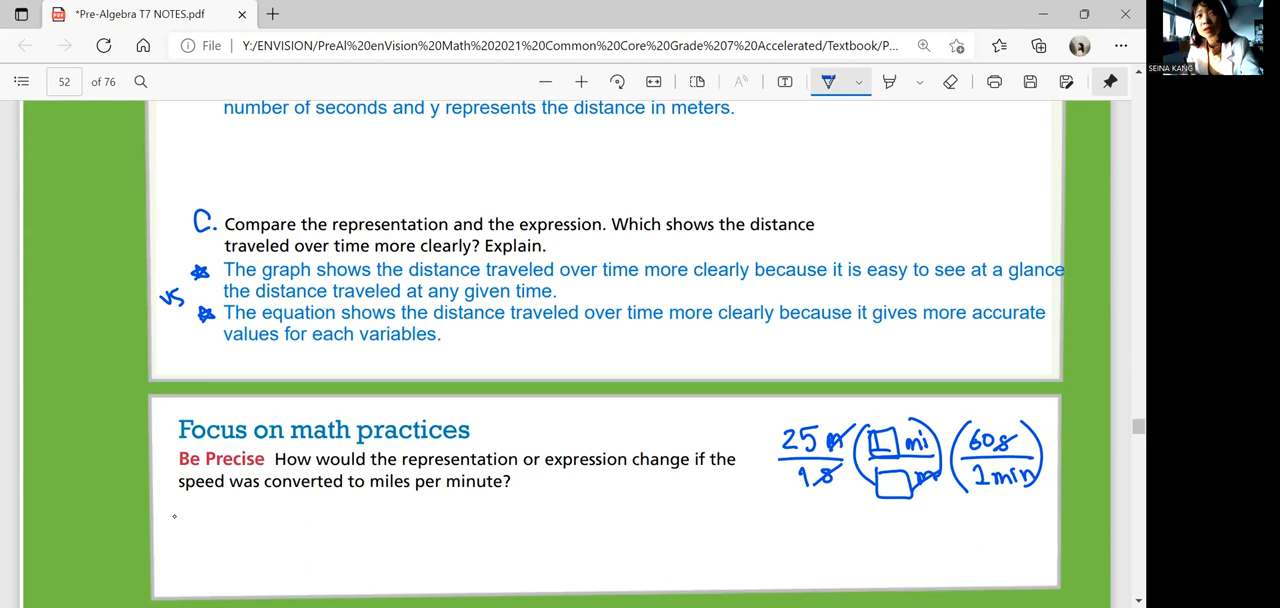 *Pre-Algebra T7 NOTES.pdf
File Y:/ENVISION/PreAl%20enVision%20Math%202021%20Common%20Core%20Grade%207%20Accelerated/Textbook/P...
SEINA KANG
52 of 76
number of seconds and y represents the distance in meters.
C. Compare the representation and the expression. Which shows the distance
traveled over time more clearly? Explain.
The graph shows the distance traveled over time more clearly because it is easy to see at a glance
the distance traveled at any given time.
vs
The equation shows the distance traveled over time more clearly because it gives more accurate
values for each variables.
Focus on math practices
Be Precise How would the representation or expression change if the
speed was converted to miles per minute?
25 m ( 1 mi ) ( 60 s )
1 s ( m ) ( 1 min )